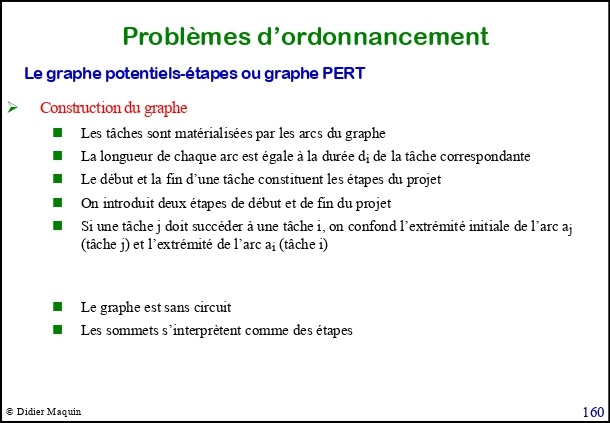 Problèmes d'ordonnancement
Le graphe potentiels-étapes ou graphe PERT
Construction du graphe
Les tâches sont matérialisées par les arcs du graphe
La longueur de chaque arc est égale à la durée di de la tâche correspondante
Le début et la fin d'une tâche constituent les étapes du projet
On introduit deux étapes de début et de fin du projet
Si une tâche j doit succéder à une tâche i, on confond l'extrémité initiale de l'arc aj
(tâche j) et l'extrémité de l'arc ai (tâche i)
Le graphe est sans circuit
Les sommets s'interprètent comme des étapes
© Didier Maquin
160